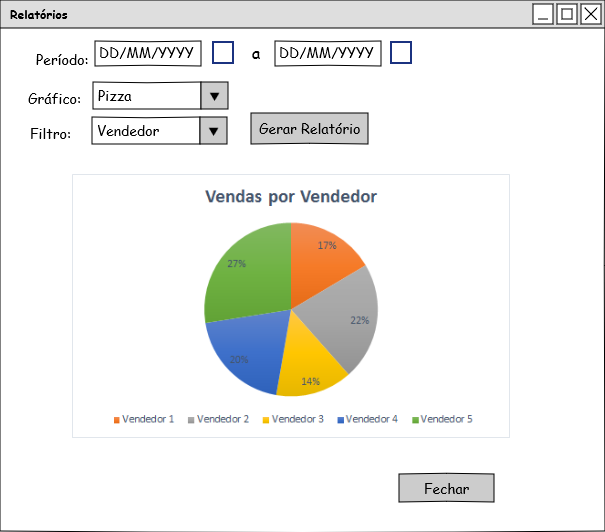 Relatórios
Período: DD/MM/YYYY a DD/MM/YYYY
Gráfico: Pizza
Filtro: Vendedor Gerar Relatório
Vendas por Vendedor
17%
27%
22%
20%
14%
Vendedor 1 Vendedor 2 Vendedor 3 Vendedor 4 Vendedor 5
Fechar